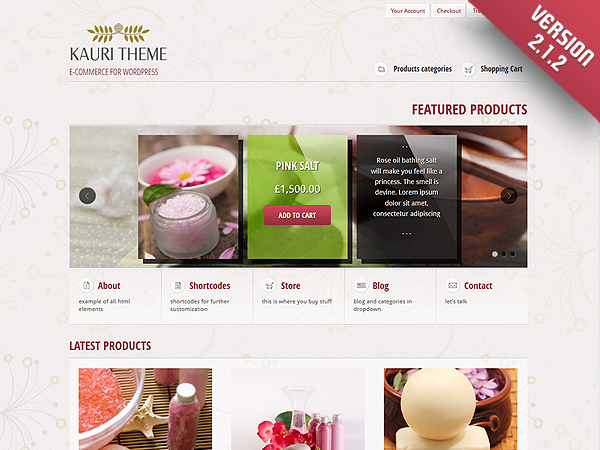 Your Account
Checkout
VERSION
2.1.2
KAURI THEME
E-COMMERCE FOR WORDPRESS
Products categories
Shopping Cart
FEATURED PRODUCTS
PINK SALT
£1,500.00
ADD TO CART
...
Rose oil bathing salt
will make you feel like a
princess. The smell is
devine. Lorem ipsum
dolor sit amet,
consectetur adipiscing
...
About
example of all html
elements
Shortcodes
shortcodes for further
customization
Store
this is where you buy stuff
Blog
blog and categories in
dropdown
Contact
let's talk
LATEST PRODUCTS